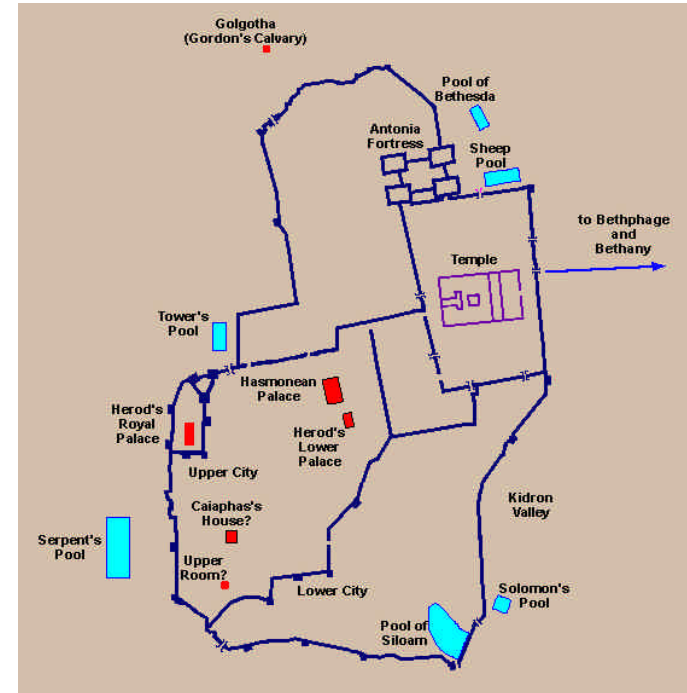 Golgotha
(Gordon's Calvary)
Pool of
Bethesda
Antonia
Fortress
Sheep
Pool
to Bethphage
and
Bethany
Temple
Tower's
Pool
Hasmonean
Palace
Herod's
Royal
Palace
Herod's
Lower
Palace
Upper City
Caiaphas's
House?
Kidron
Valley
Serpent's
Pool
Upper
Room?
Lower City
Solomon's
Pool
Pool of
Siloam